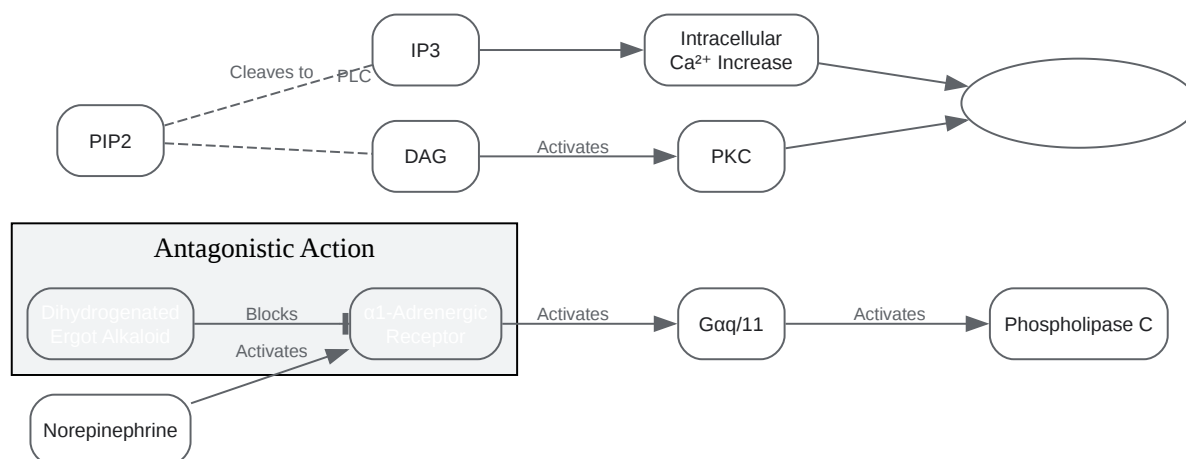 IP3
Intracellular
Ca²⁺ Increase
Cleaves to
PLC
PIP2
DAG
Activates
PKC
Antagonistic Action
Dihydrogenated
Ergot Alkaloid
Blocks
α1-Adrenergic
Receptor
Activates
Gαq/11
Activates
Phospholipase C
Activates
Norepinephrine